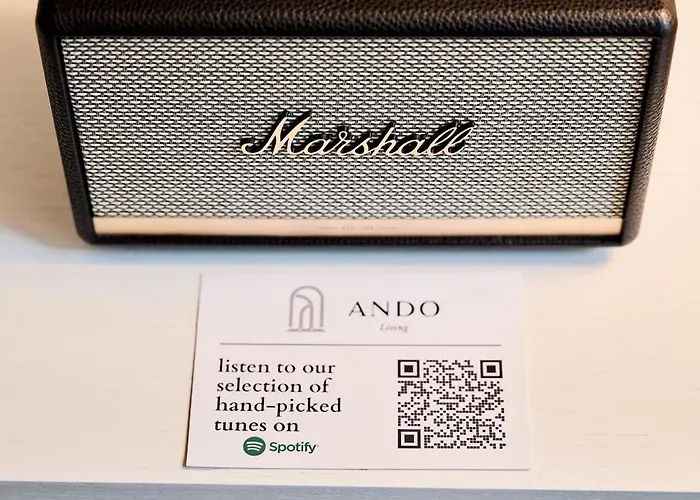 Marshall
ANDO
Living
listen to our
selection of
hand-picked
tunes on
Spotify